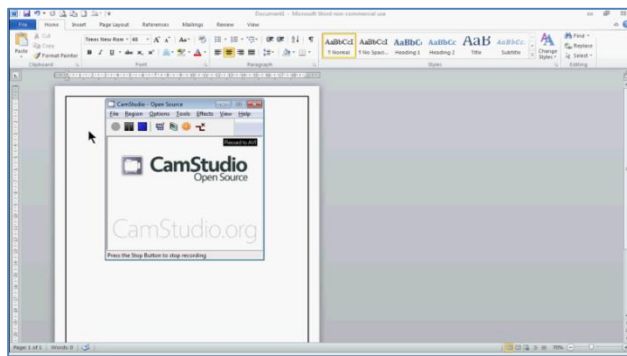 Document1 - Microsoft Word non-commercial use
File Home Insert Page Layout References Mailings Review View
Cut
Copy
Format Painter
Paste
Times New Rom 48
AaBbCcI AaBbCcI AaBbC AaBbCc AaB AaBbCc.
¶ Normal ¶ No Spaci... Heading 1 Heading 2 Title Subtitle
Change Styles
Find
Replace
Select
Clipboard Font Paragraph Styles Editing
CamStudio - Open Source
File Region Options Tools Effects View Help
Record to AVI
CamStudio
Open Source
CamStudio.org
Press the Stop Button to stop recording
Page: 1 of 1 Words: 0
70%